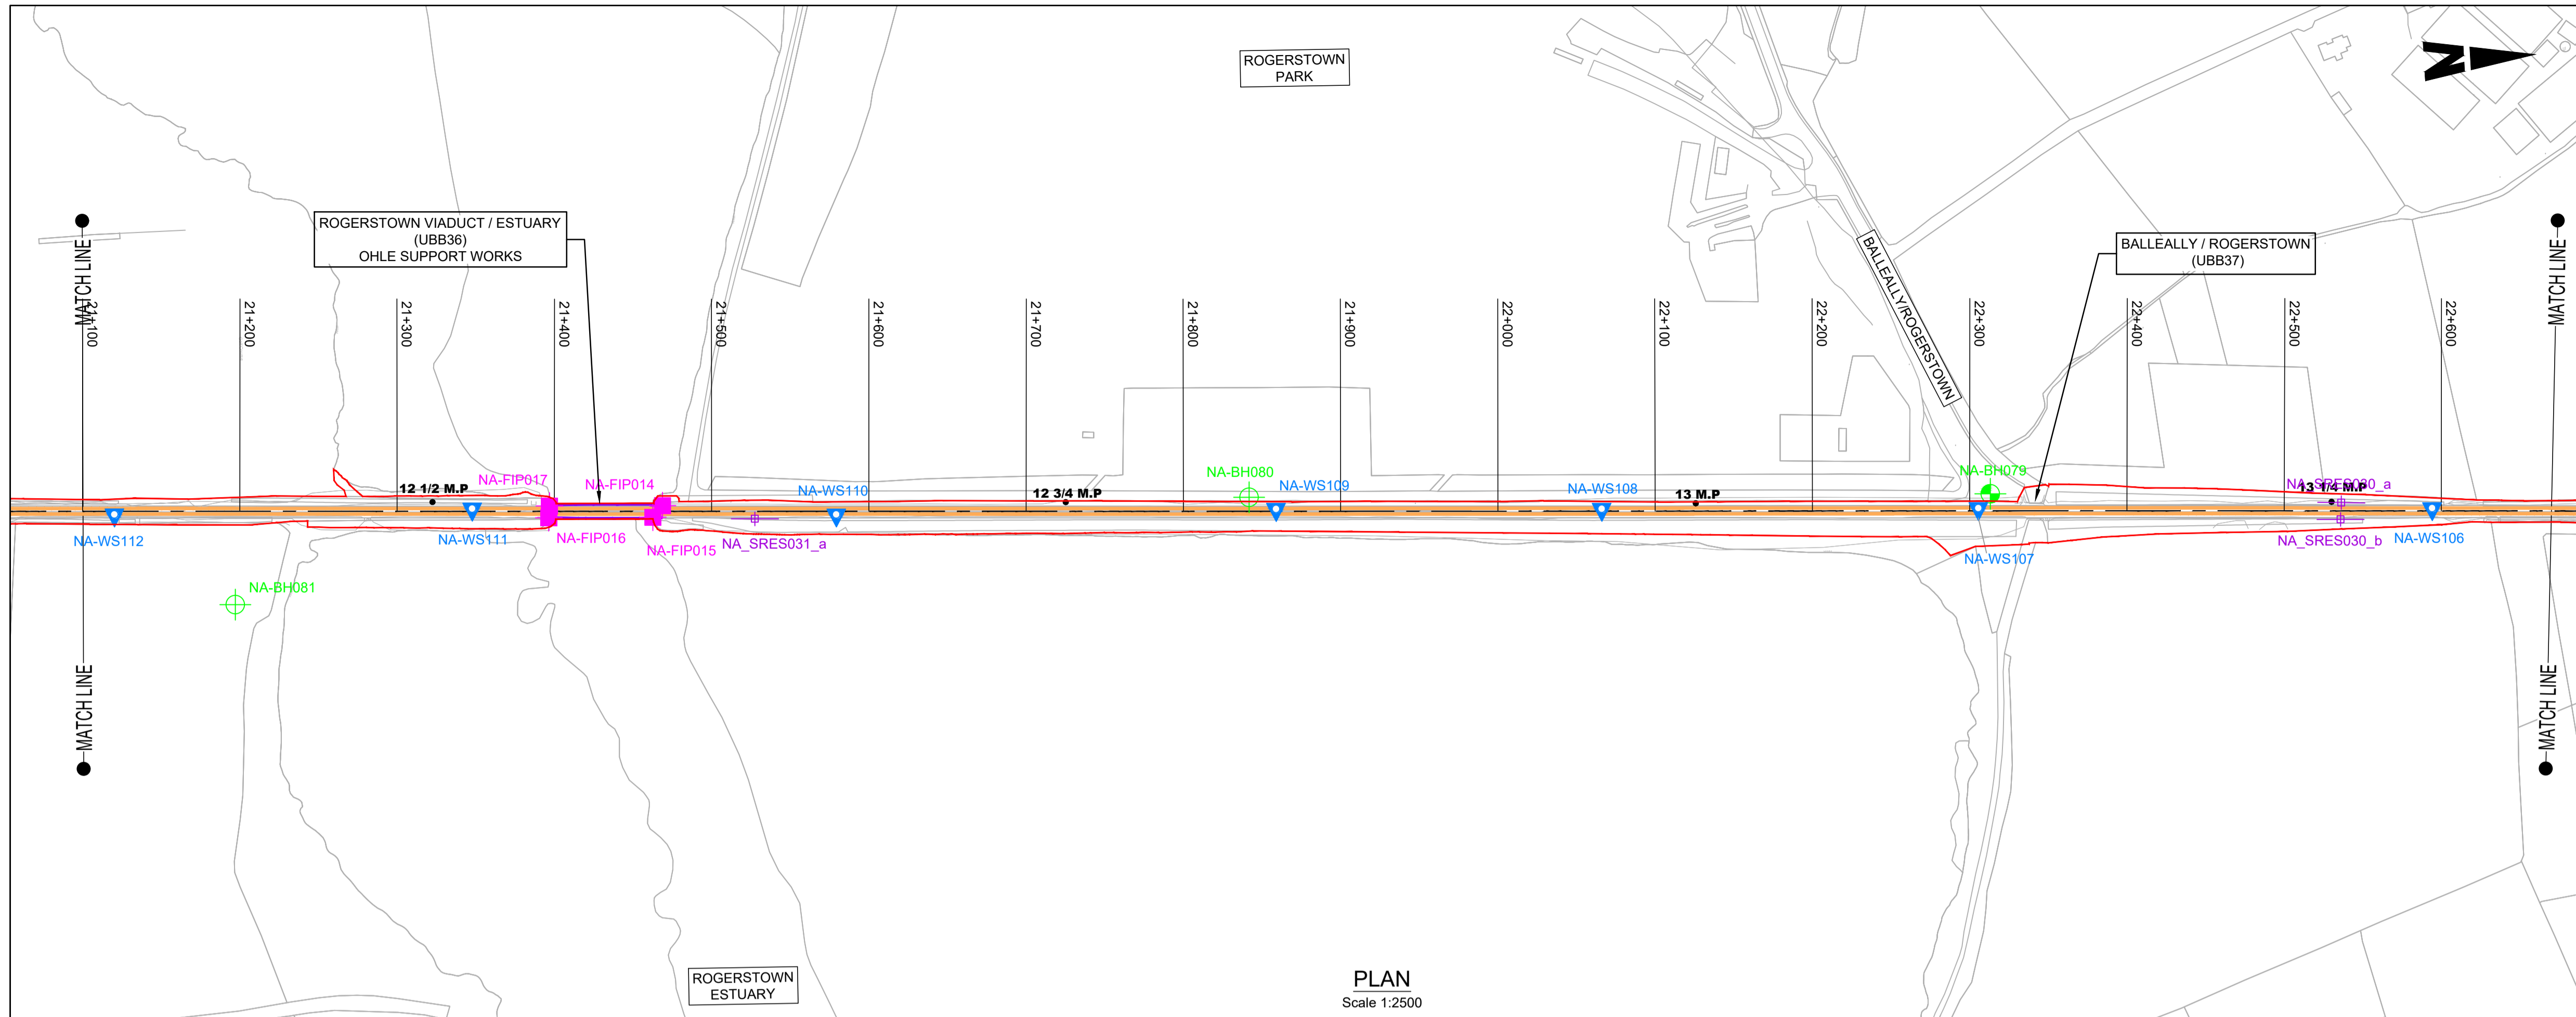 ROGERSTOWN
PARK
N
ROGERSTOWN VIADUCT / ESTUARY
(UBB36)
OHLE SUPPORT WORKS
BALLEALLY / ROGERSTOWN
(UBB37)
BALLEALLY/ROGERSTOWN
MATCH LINE
MATCH LINE
21+100
21+200
21+300
21+400
21+500
21+600
21+700
21+800
21+900
22+000
22+100
22+200
22+300
22+400
22+500
22+600
NA-FIP017
NA-FIP014
12 1/2 M.P
NA-WS110
12 3/4 M.P
NA-BH080
NA-WS109
NA-WS108
13 M.P
NA-BH079
NA_SRES030_a
13 1/4 M.P
NA-WS112
NA-WS111
NA-FIP016
NA-FIP015
NA_SRES031_a
NA-WS107
NA_SRES030_b
NA-WS106
NA-BH081
MATCH LINE
MATCH LINE
ROGERSTOWN
ESTUARY
PLAN
Scale 1:2500